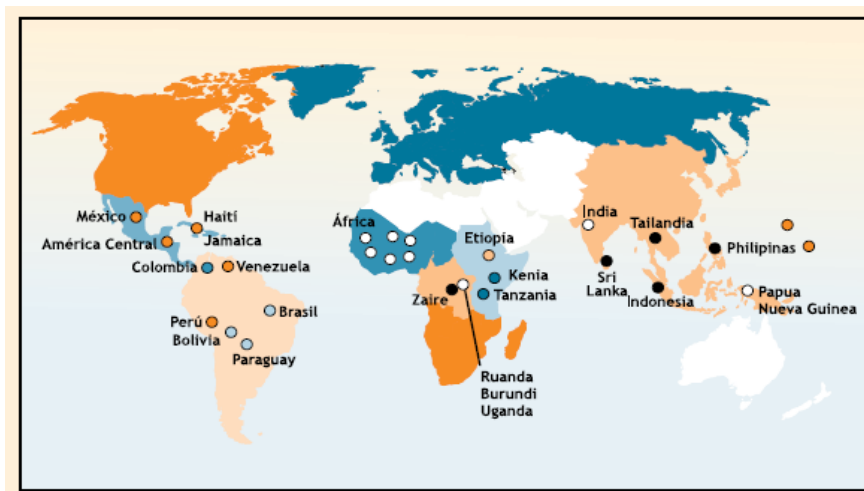 México
Haití
Jamaica
América Central
Colombia
Venezuela
Perú
Bolivia
Brasil
Paraguay
África
Etiopia
Kenia
Tanzania
Zaire
Ruanda
Burundi
Uganda
India
Tailandia
Philipinas
Sri
Lanka
Indonesia
Papua
Nueva Guinea